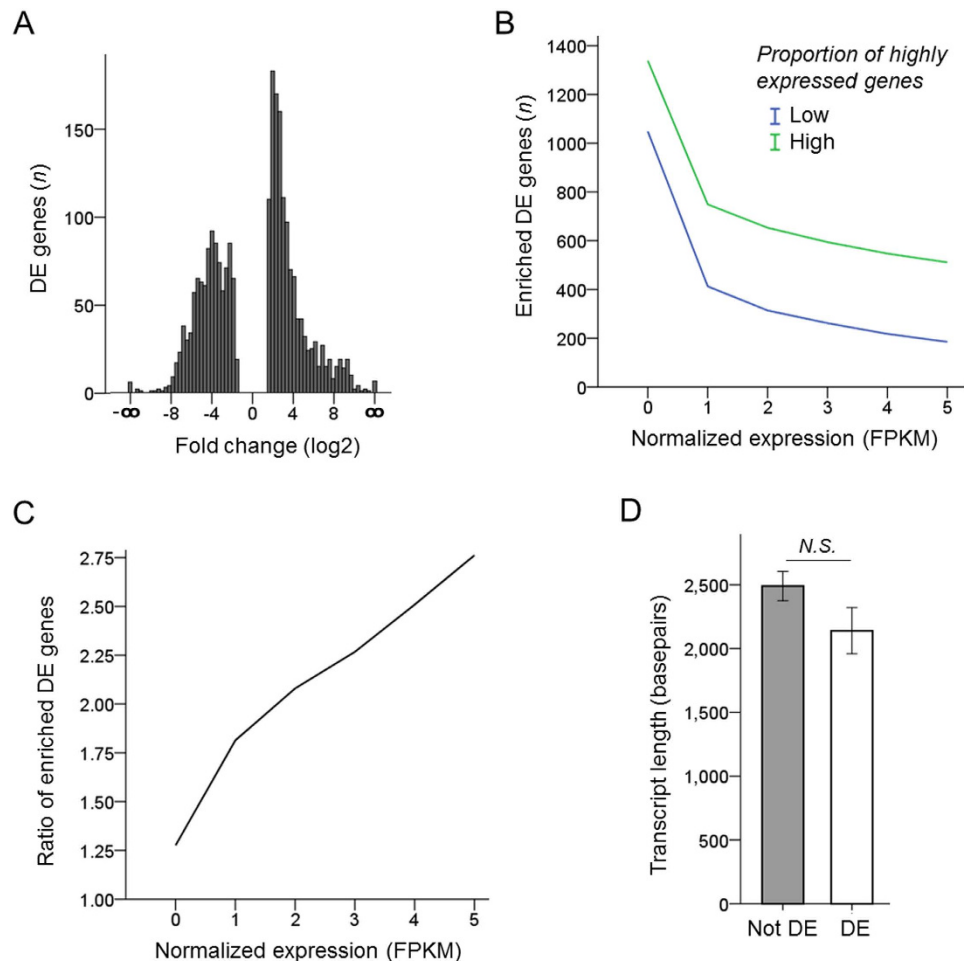 A
DE genes (n)
150
100
50
0
-∞ -8 -4 0 4 8 ∞
Fold change (log2)
B
Enriched DE genes (n)
1400
1200
1000
800
600
400
200
0
Proportion of highly
expressed genes
Low
High
0 1 2 3 4 5
Normalized expression (FPKM)
C
Ratio of enriched DE genes
2.75
2.50
2.25
2.00
1.75
1.50
1.25
1.00
0 1 2 3 4 5
Normalized expression (FPKM)
D
Transcript length (basepairs)
N.S.
2,500
2,000
1,500
1,000
500
0
Not DE DE